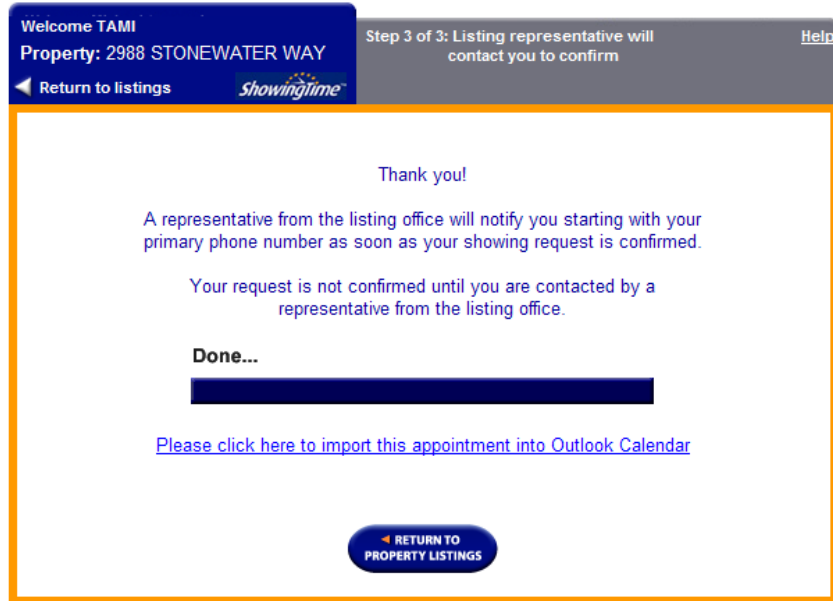 Welcome TAMI
Property: 2988 STONEWATER WAY
Return to listings
ShowingTime
Step 3 of 3: Listing representative will
contact you to confirm
Help
Thank you!
A representative from the listing office will notify you starting with your
primary phone number as soon as your showing request is confirmed.
Your request is not confirmed until you are contacted by a
representative from the listing office.
Done...
Please click here to import this appointment into Outlook Calendar
RETURN TO
PROPERTY LISTINGS